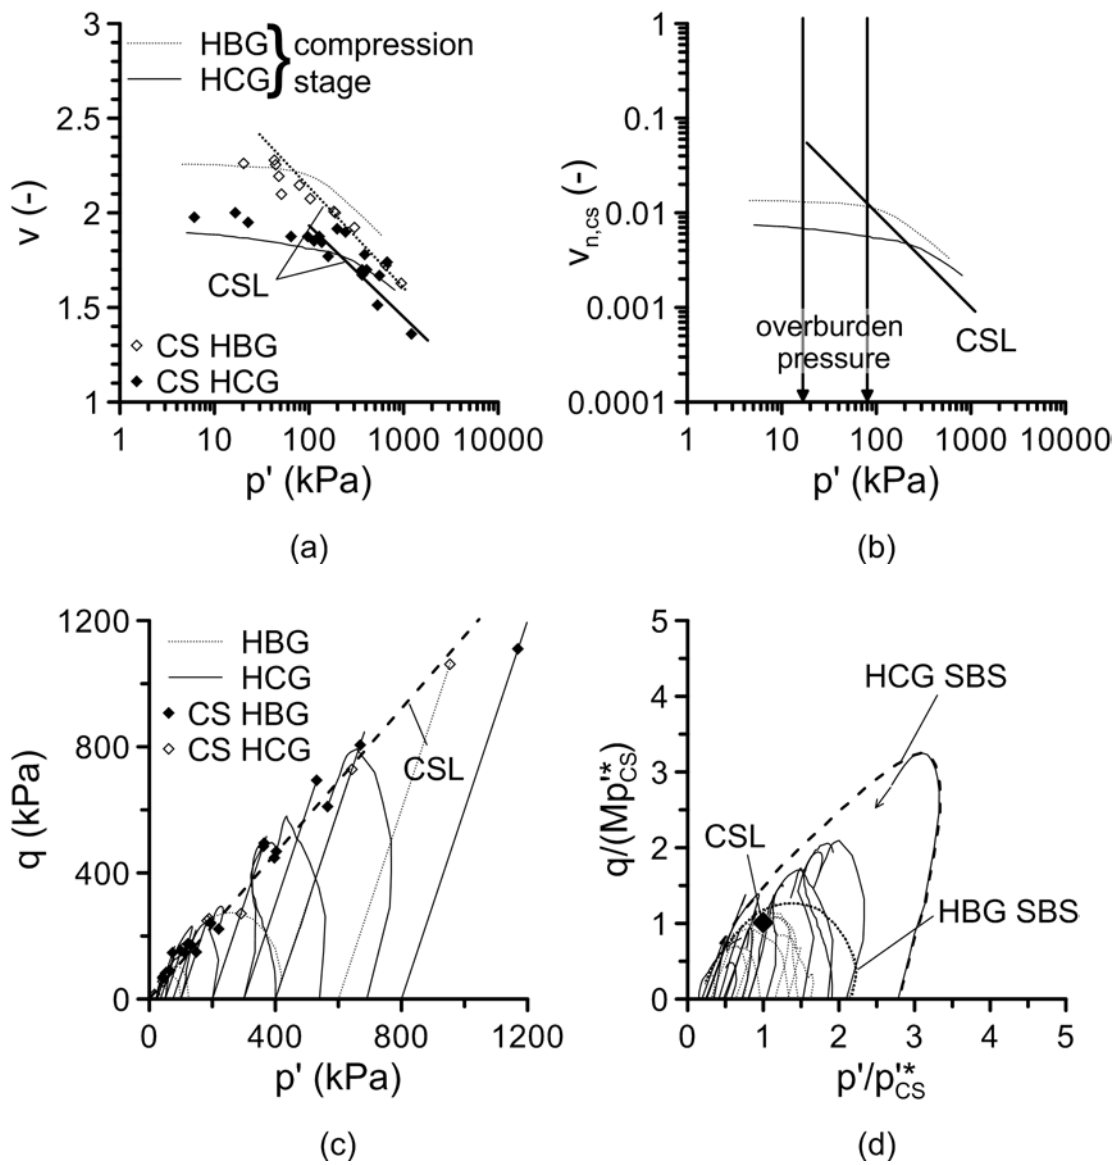 3
2.5
2
1.5
1
v (-)
HBG
HCG
} compression
stage
CSL
CS HBG
CS HCG
1 10 100 1000 10000
p' (kPa)
(a)
1
0.1
0.01
0.001
0.0001
v_{n,cs} (-)
overburden
pressure
CSL
1 10 100 1000 10000
p' (kPa)
(b)
1200
800
400
0
q (kPa)
HBG
HCG
CS HBG
CS HCG
CSL
0 400 800 1200
p' (kPa)
(c)
5
4
3
2
1
0
q/(Mp'*_{CS})
HCG SBS
CSL
HBG SBS
0 1 2 3 4 5
p'/p'*_{CS}
(d)